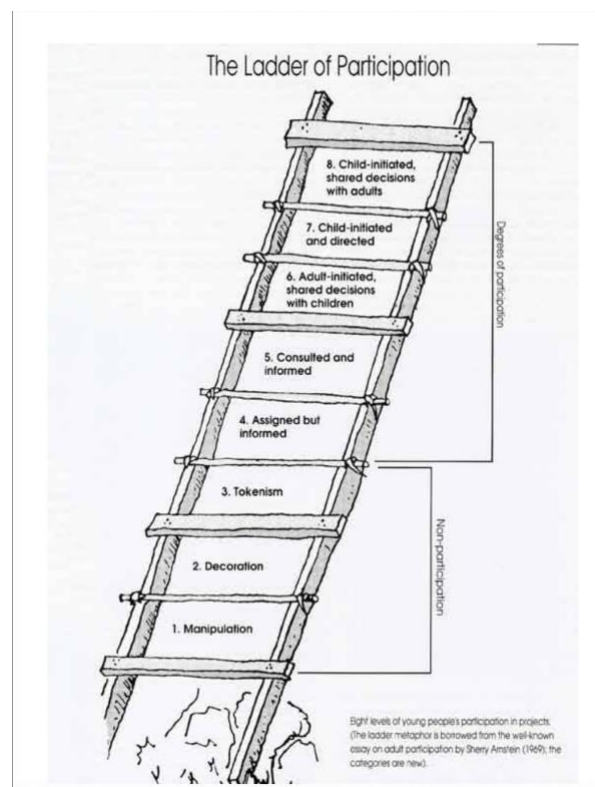 The Ladder of Participation
8. Child-initiated,
shared decisions
with adults
7. Child-initiated
and directed
6. Adult-initiated,
shared decisions
with children
5. Consulted and
informed
4. Assigned but
informed
3. Tokenism
2. Decoration
1. Manipulation
Degrees of participation
Non-participation
Eight levels of young people's participation in projects.
(The ladder metaphor is borrowed from the well-known
essay on adult participation by Sherry Arnstein (1969); the
categories are new).